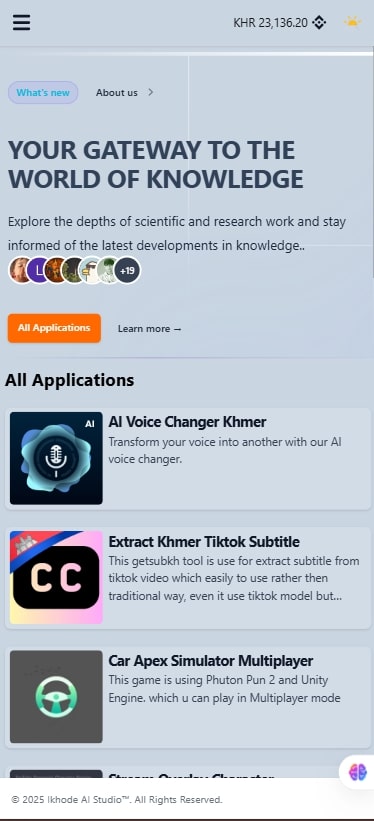 KHR 23,136.20
What's new
About us
YOUR GATEWAY TO THE
WORLD OF KNOWLEDGE
Explore the depths of scientific and research work and stay
informed of the latest developments in knowledge..
L
+19
All Applications
Learn more →
All Applications
AI
AI Voice Changer Khmer
Transform your voice into another with our AI
voice changer.
CC
Extract Khmer Tiktok Subtitle
This getsubkh tool is use for extract subtitle from
tiktok video which easily to use rather then
traditional way, even it use tiktok model but...
Car Apex Simulator Multiplayer
This game is using Phuton Pun 2 and Unity
Engine. which u can play in Multiplayer mode
Stream Overlay Character
© 2025 Ikhode AI Studio™. All Rights Reserved.